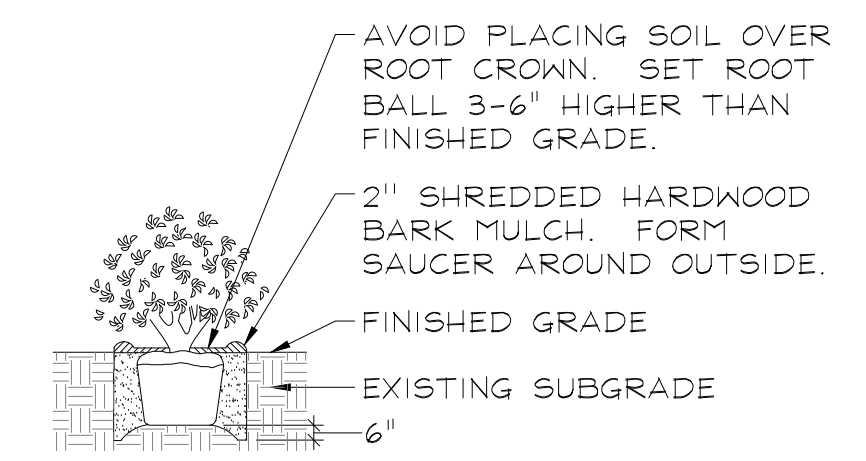 AVOID PLACING SOIL OVER
ROOT CROWN. SET ROOT
BALL 3-6" HIGHER THAN
FINISHED GRADE.
2" SHREDDED HARDWOOD
BARK MULCH. FORM
SAUCER AROUND OUTSIDE.
FINISHED GRADE
EXISTING SUBGRADE
6"